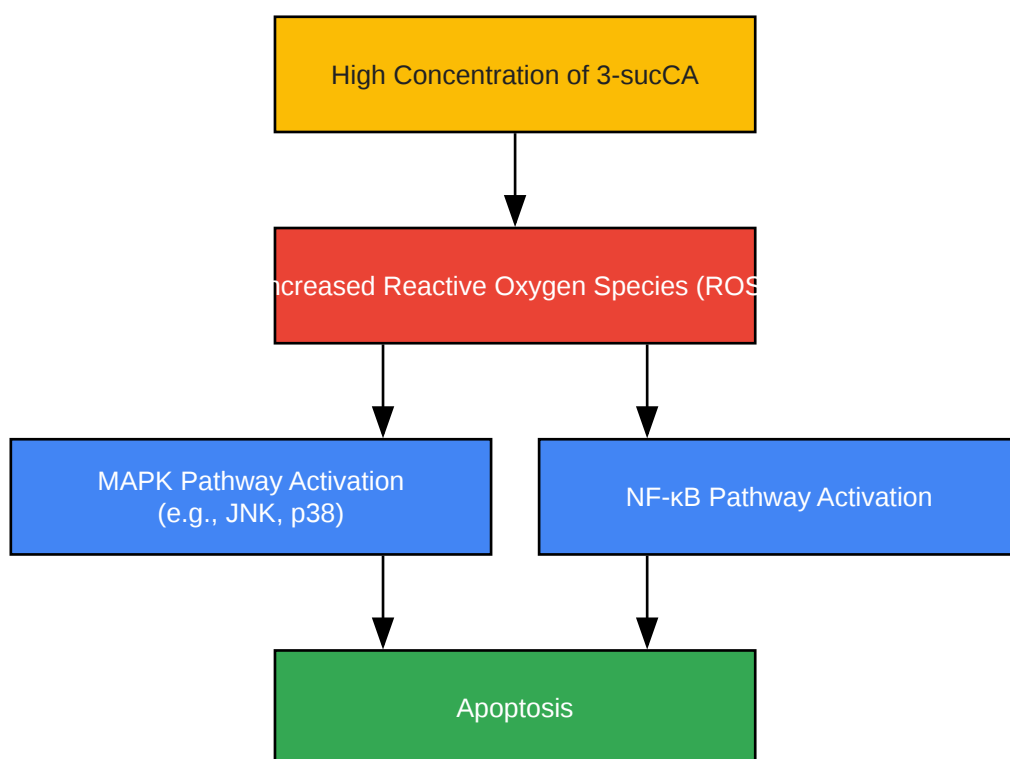 High Concentration of 3-sucCA
ncreased Reactive Oxygen Species (ROS
MAPK Pathway Activation
(e.g., JNK, p38)
NF-κB Pathway Activation
Apoptosis